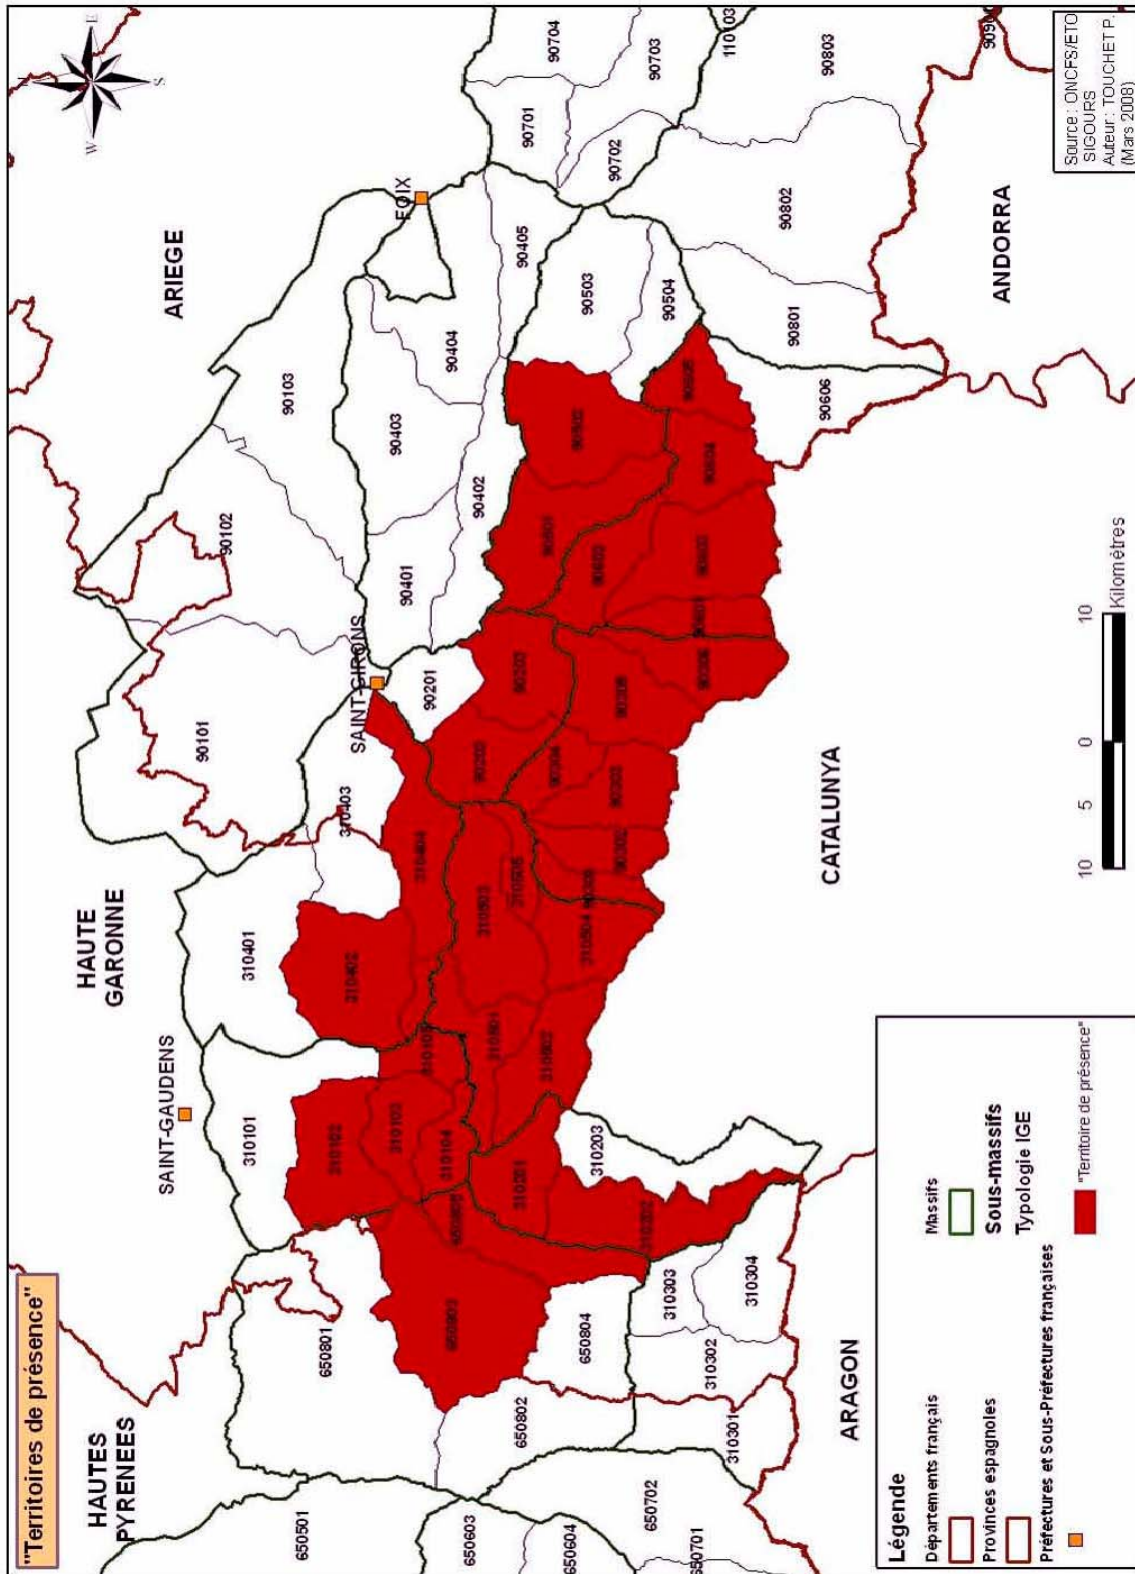 "Territoires de présence"
HAUTES
PYRENEES
HAUTE
GARONNE
ARIEGE
SAINT-GAUDENS
SAINT-GIRONS
FOIX
W
E
S
650501
650801
310101
310401
90101
90102
90103
310403
90201
90401
90402
90403
90404
90405
90701
90704
90702
90703
110103
90503
90504
90801
90802
90803
90606
650603
650604
650702
650701
650802
650804
310301
310302
310303
310304
310203
650803
310102
310103
310104
310105
310402
310404
310201
310202
310501
310502
310503
310504
90202
90203
90302
90303
90304
90502
90604
ARAGON
CATALUNYA
ANDORRA
Légende
Départements français
Provinces espagnoles
Préfectures et Sous-Préfectures françaises
Massifs
Sous-massifs
Typologie IGE
"Territoire de présence"
10 5 0 10
Kilomètres
Source : ONCFS/ETO
SIGOURS
Auteur : TOUCHET P.
(Mars 2008)